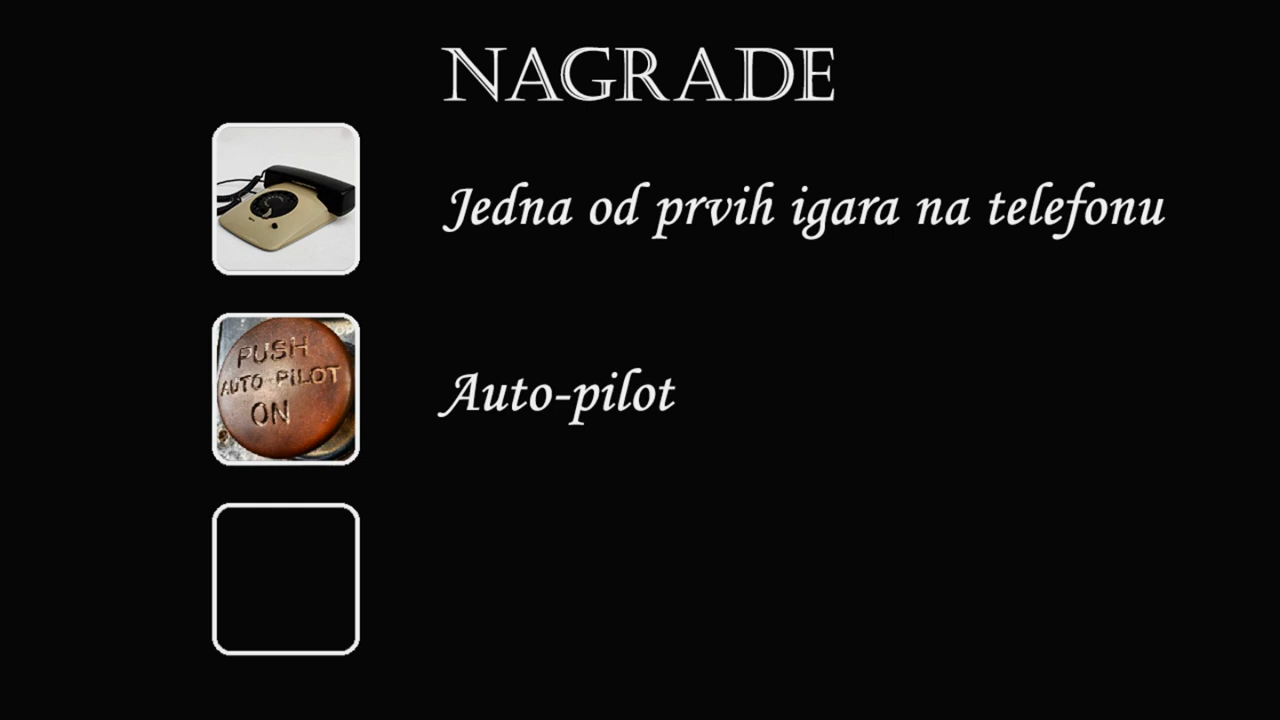 NAGRADE
Jedna od prvih igara na telefonu
PUSH
AUTO-PILOT
ON
Auto-pilot